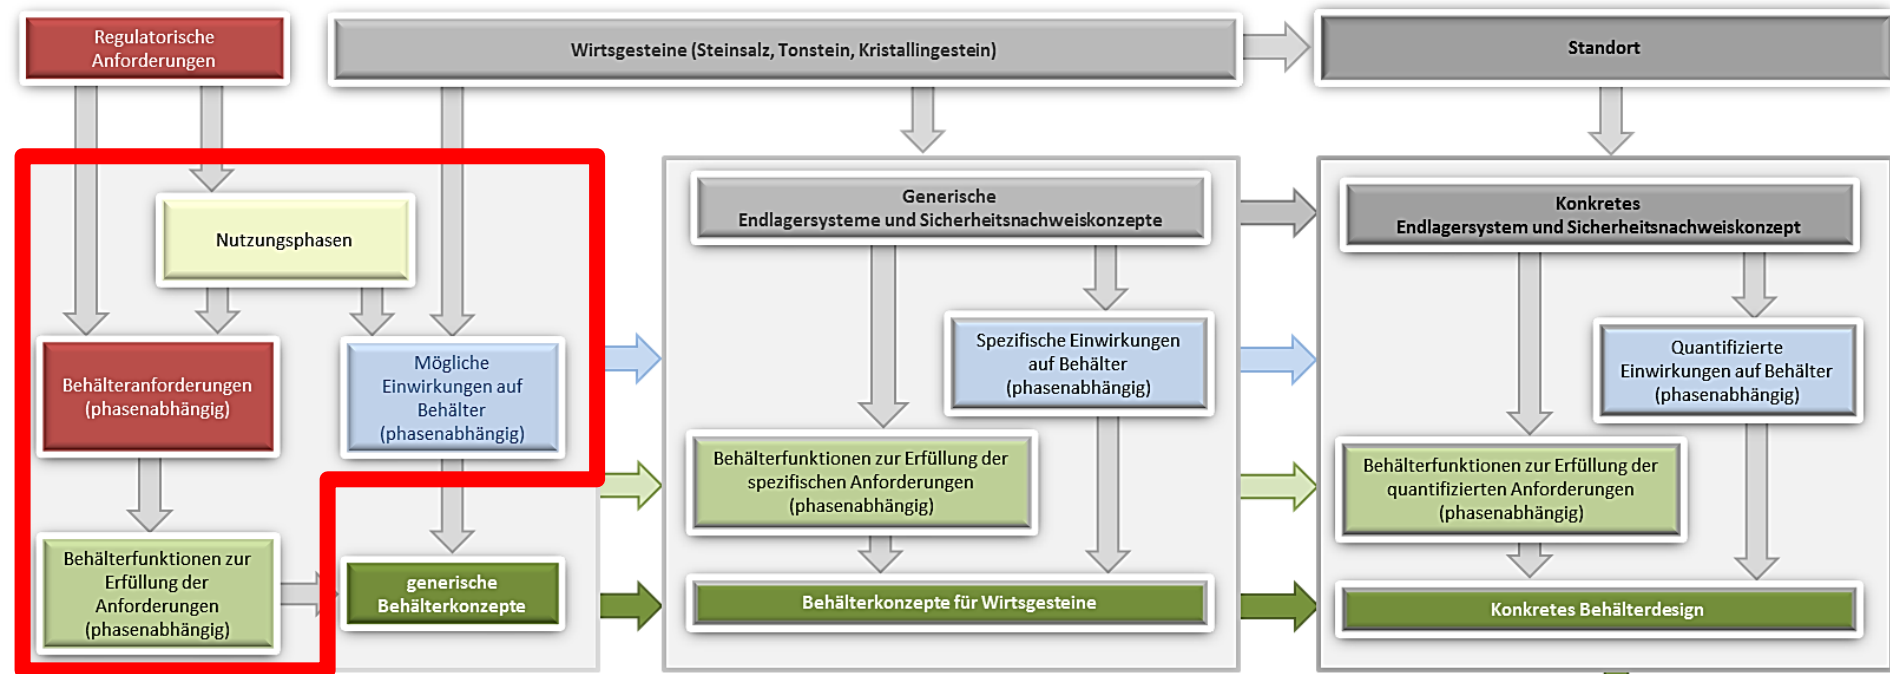 Regulatorische
Anforderungen
Wirtsgesteine (Steinsalz, Tonstein, Kristallingestein)
Standort
Nutzungsphasen
Behälteranforderungen
(phasenabhängig)
Mögliche
Einwirkungen auf
Behälter
(phasenabhängig)
Behälterfunktionen zur
Erfüllung der
Anforderungen
(phasenabhängig)
generische
Behälterkonzepte
Generische
Endlagersysteme und Sicherheitsnachweiskonzepte
Spezifische Einwirkungen
auf Behälter
(phasenabhängig)
Behälterfunktionen zur Erfüllung der
spezifischen Anforderungen
(phasenabhängig)
Behälterkonzepte für Wirtsgesteine
Konkretes
Endlagersystem und Sicherheitsnachweiskonzept
Quantifizierte
Einwirkungen auf Behälter
(phasenabhängig)
Behälterfunktionen zur Erfüllung der
quantifizierten Anforderungen
(phasenabhängig)
Konkretes Behälterdesign